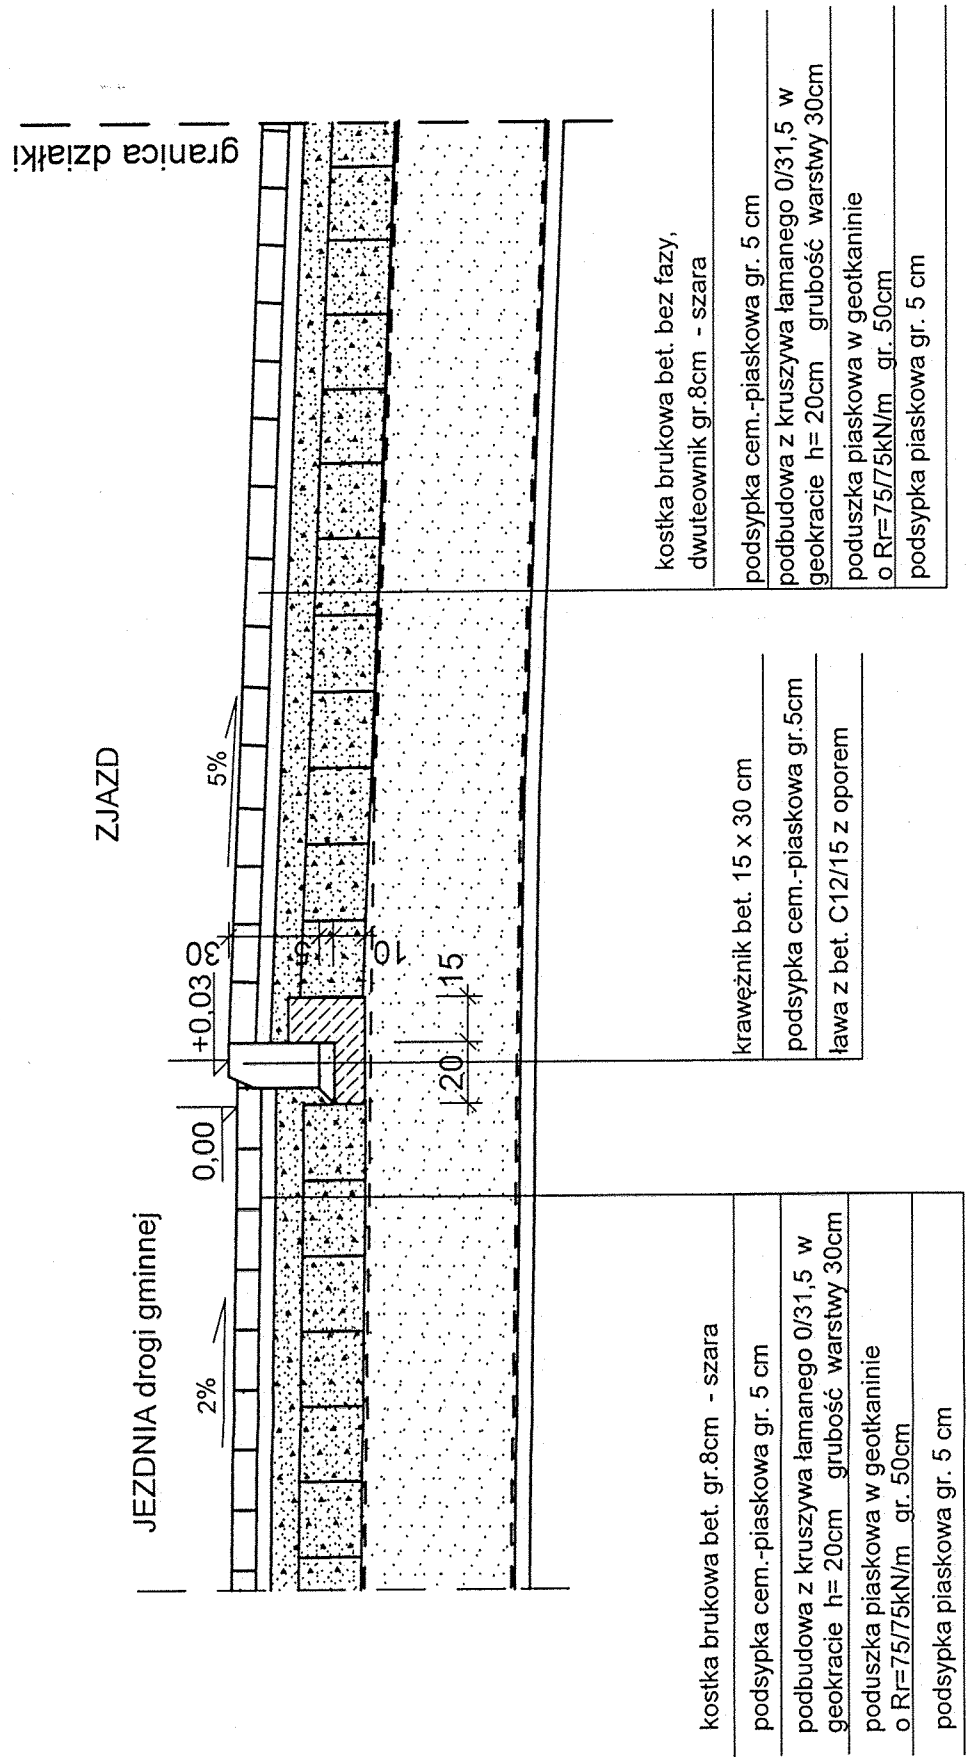 JEZDNIA drogi gminnej
ZJAZD
granica działki
2%
0,00
+0,03
5%
30
5
10
20
15
kostka brukowa bet. gr.8cm - szara
podsypka cem.-piaskowa gr. 5 cm
podbudowa z kruszywa łamanego 0/31,5 w
geokracie h= 20cm grubość warstwy 30cm
poduszka piaskowa w geotkaninie
o Rr=75/75kN/m gr. 50cm
podsypka piaskowa gr. 5 cm
krawężnik bet. 15 x 30 cm
podsypka cem.-piaskowa gr.5cm
ława z bet. C12/15 z oporem
kostka brukowa bet. bez fazy,
dwuteownik gr.8cm - szara
podsypka cem.-piaskowa gr. 5 cm
podbudowa z kruszywa łamanego 0/31,5 w
geokracie h= 20cm grubość warstwy 30cm
poduszka piaskowa w geotkaninie
o Rr=75/75kN/m gr. 50cm
podsypka piaskowa gr. 5 cm